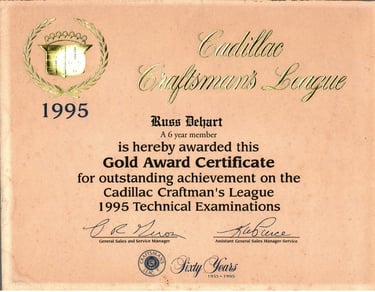 Cadillac
Craftsman's League
1995
Russ Dehart
A 6 year member
is hereby awarded this
Gold Award Certificate
for outstanding achievement on the
Cadillac Craftman's League
1995 Technical Examinations
General Sales and Service Manager
Assistant General Sales Manager-Service
Sixty Years
1935 • 1995